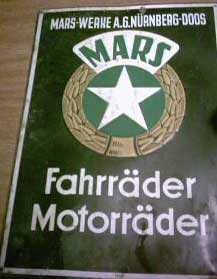 MARS-WERKE A.G. NÜRNBERG-DOOS
MARS
Fahrräder
Motorräder